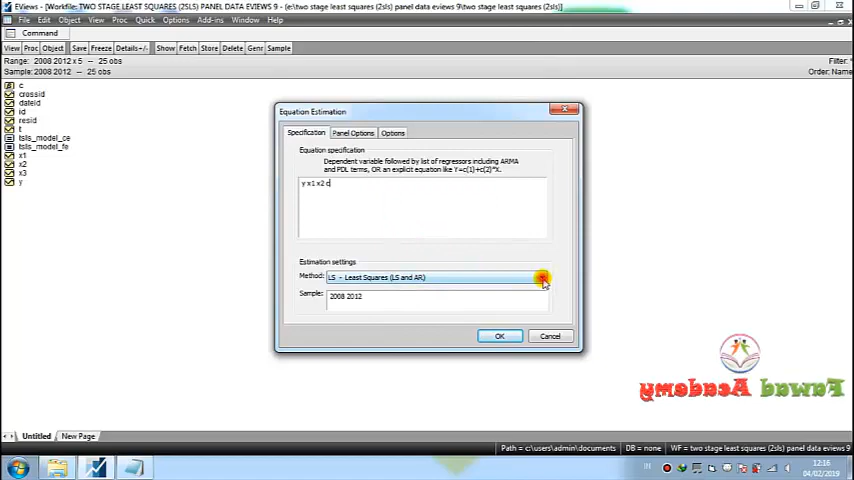 EViews - [Workfile: TWO STAGE LEAST SQUARES (2SLS) PANEL DATA EVIEWS 9 - (e:\two stage least squares (2sls) panel data eviews 9\two stage least squares (2sls)]
File Edit Object View Proc Quick Options Add-ins Window Help
Command
View Proc Object Save Freeze Details+/- Show Fetch Store Delete Genr Sample
Range: 2008 2012 x 5 -- 25 obs
Filter: *
Sample: 2008 2012 -- 25 obs
Order: Name
c
crossid
dateid
id
resid
t
tsls_model_ce
tsls_model_fe
x1
x2
x3
y
Equation Estimation
Specification Panel Options Options
Equation specification
Dependent variable followed by list of regressors including ARMA
and PDL terms, OR an explicit equation like Y=c(1)+c(2)*X.
y x1 x2 c
Estimation settings
Method: LS - Least Squares (LS and AR)
Sample: 2008 2012
OK Cancel
Fawad Academy
Untitled New Page
Path = c:\users\admin\documents DB = none WF = two stage least squares (2sls) panel data eviews 9
12:16
04/02/2019